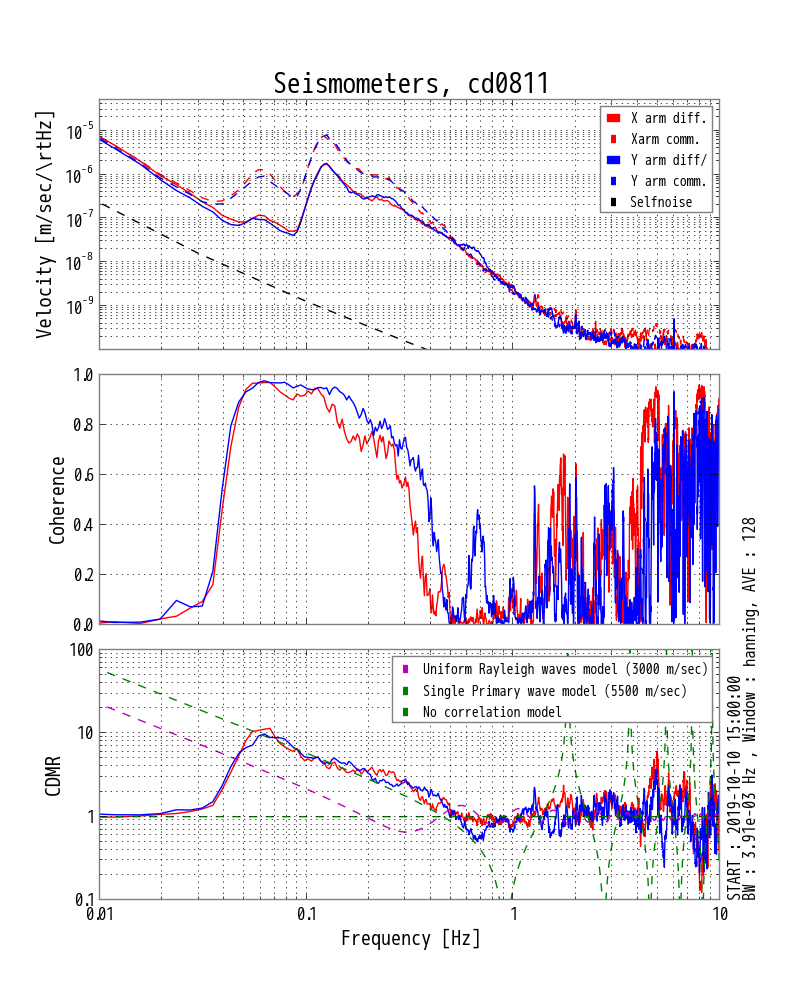 Seismometers, cd0811
Velocity [m/sec/\rtHz]
10^-5
10^-6
10^-7
10^-8
10^-9
X arm diff.
Xarm comm.
Y arm diff/
Y arm comm.
Selfnoise
Coherence
1.0
0.8
0.6
0.4
0.2
0.0
CDMR
100
10
1
0.1
Uniform Rayleigh waves model (3000 m/sec)
Single Primary wave model (5500 m/sec)
No correlation model
0.01
0.1
1
10
Frequency [Hz]
START : 2019-10-10 15:00:00
BW : 3.91e-03 Hz , Window : hanning, AVE : 128